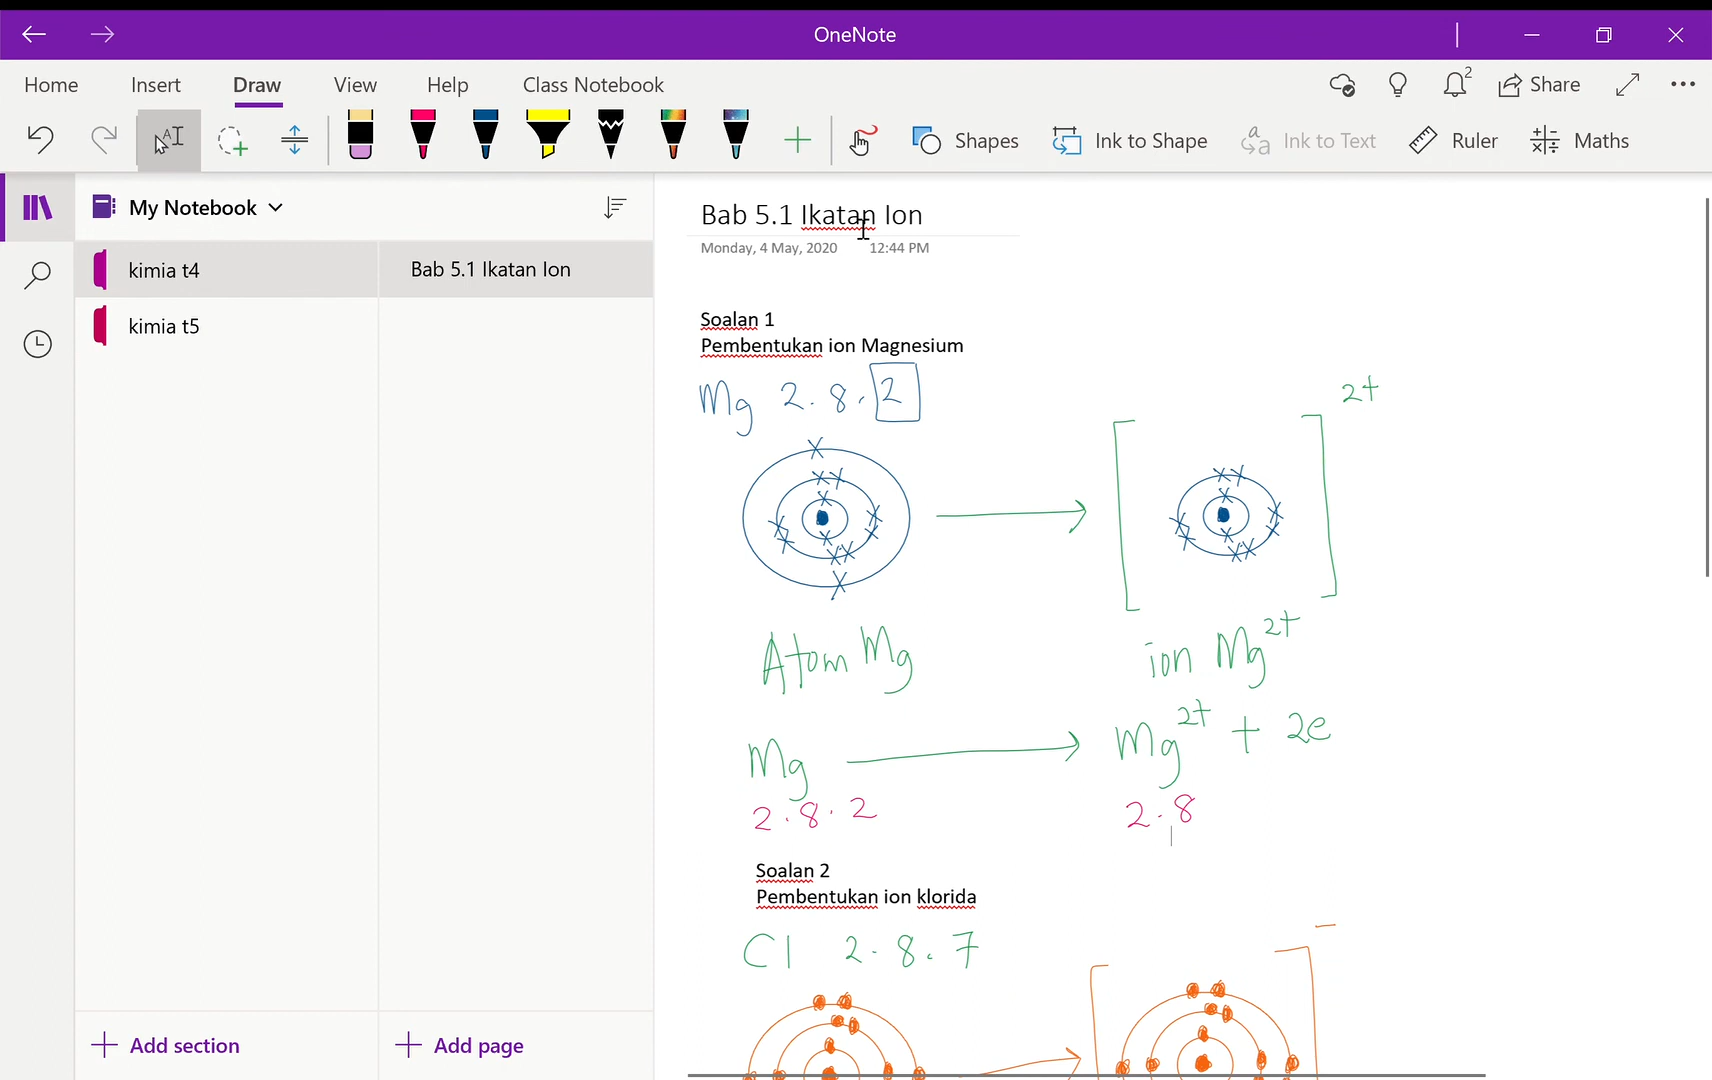 OneNote
Home Insert Draw View Help Class Notebook 2 Share
Shapes Ink to Shape Ink to Text Ruler Maths
My Notebook
kimia t4
Bab 5.1 Ikatan Ion
kimia t5
Add section
Add page
Bab 5.1 Ikatan Ion
Monday, 4 May, 2020 12:44 PM
Soalan 1
Pembentukan ion Magnesium
Mg 2.8.2
2+
Atom Mg
ion Mg2+
Mg → Mg2+ + 2e
2.8.2 2.8
Soalan 2
Pembentukan ion klorida
Cl 2.8.7
-